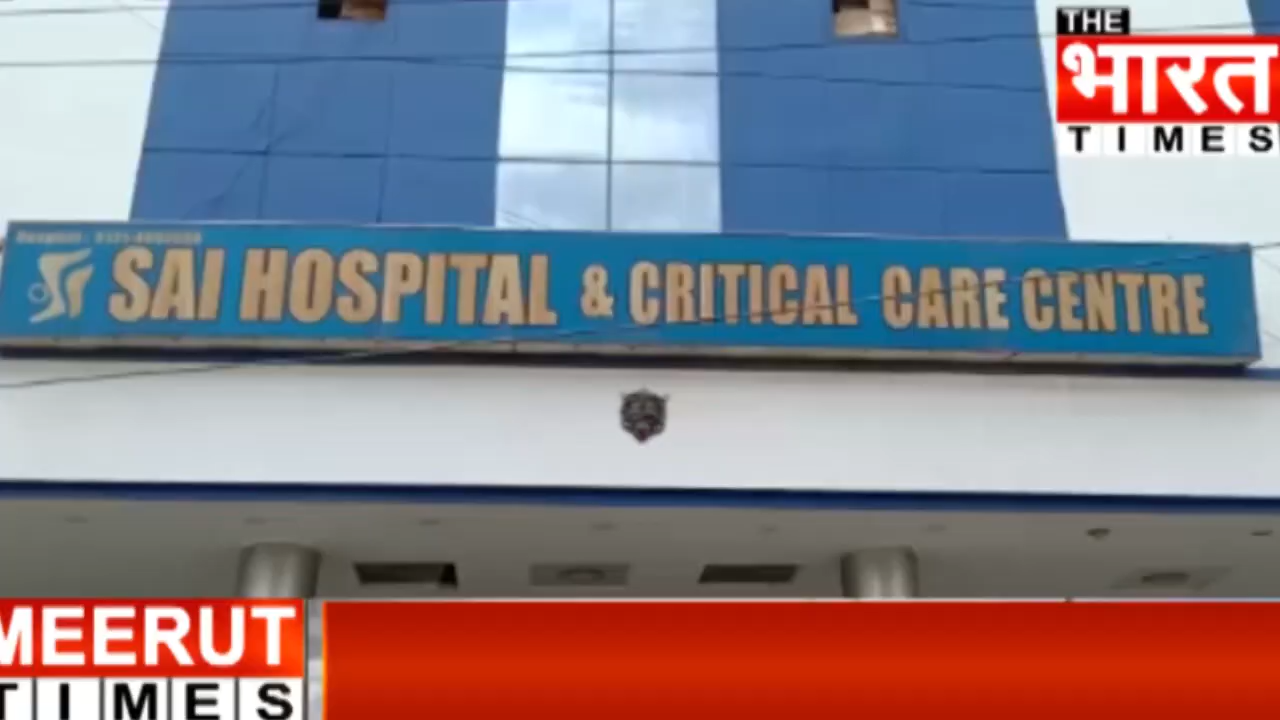 THE
भारत
TIMES
SAI HOSPITAL & CRITICAL CARE CENTRE
MEERUT
TIMES